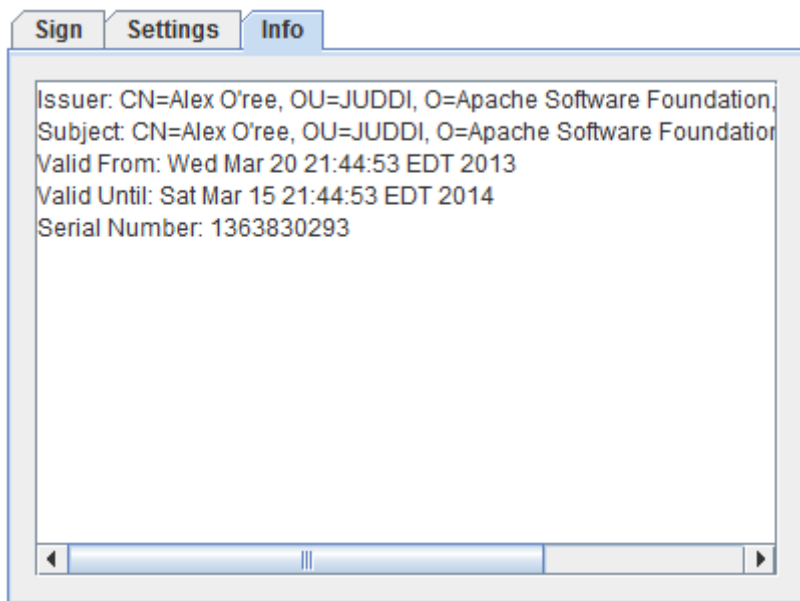 Sign Settings Info
Issuer: CN=Alex O'ree, OU=JUDDI, O=Apache Software Foundation,
Subject: CN=Alex O'ree, OU=JUDDI, O=Apache Software Foundation
Valid From: Wed Mar 20 21:44:53 EDT 2013
Valid Until: Sat Mar 15 21:44:53 EDT 2014
Serial Number: 1363830293